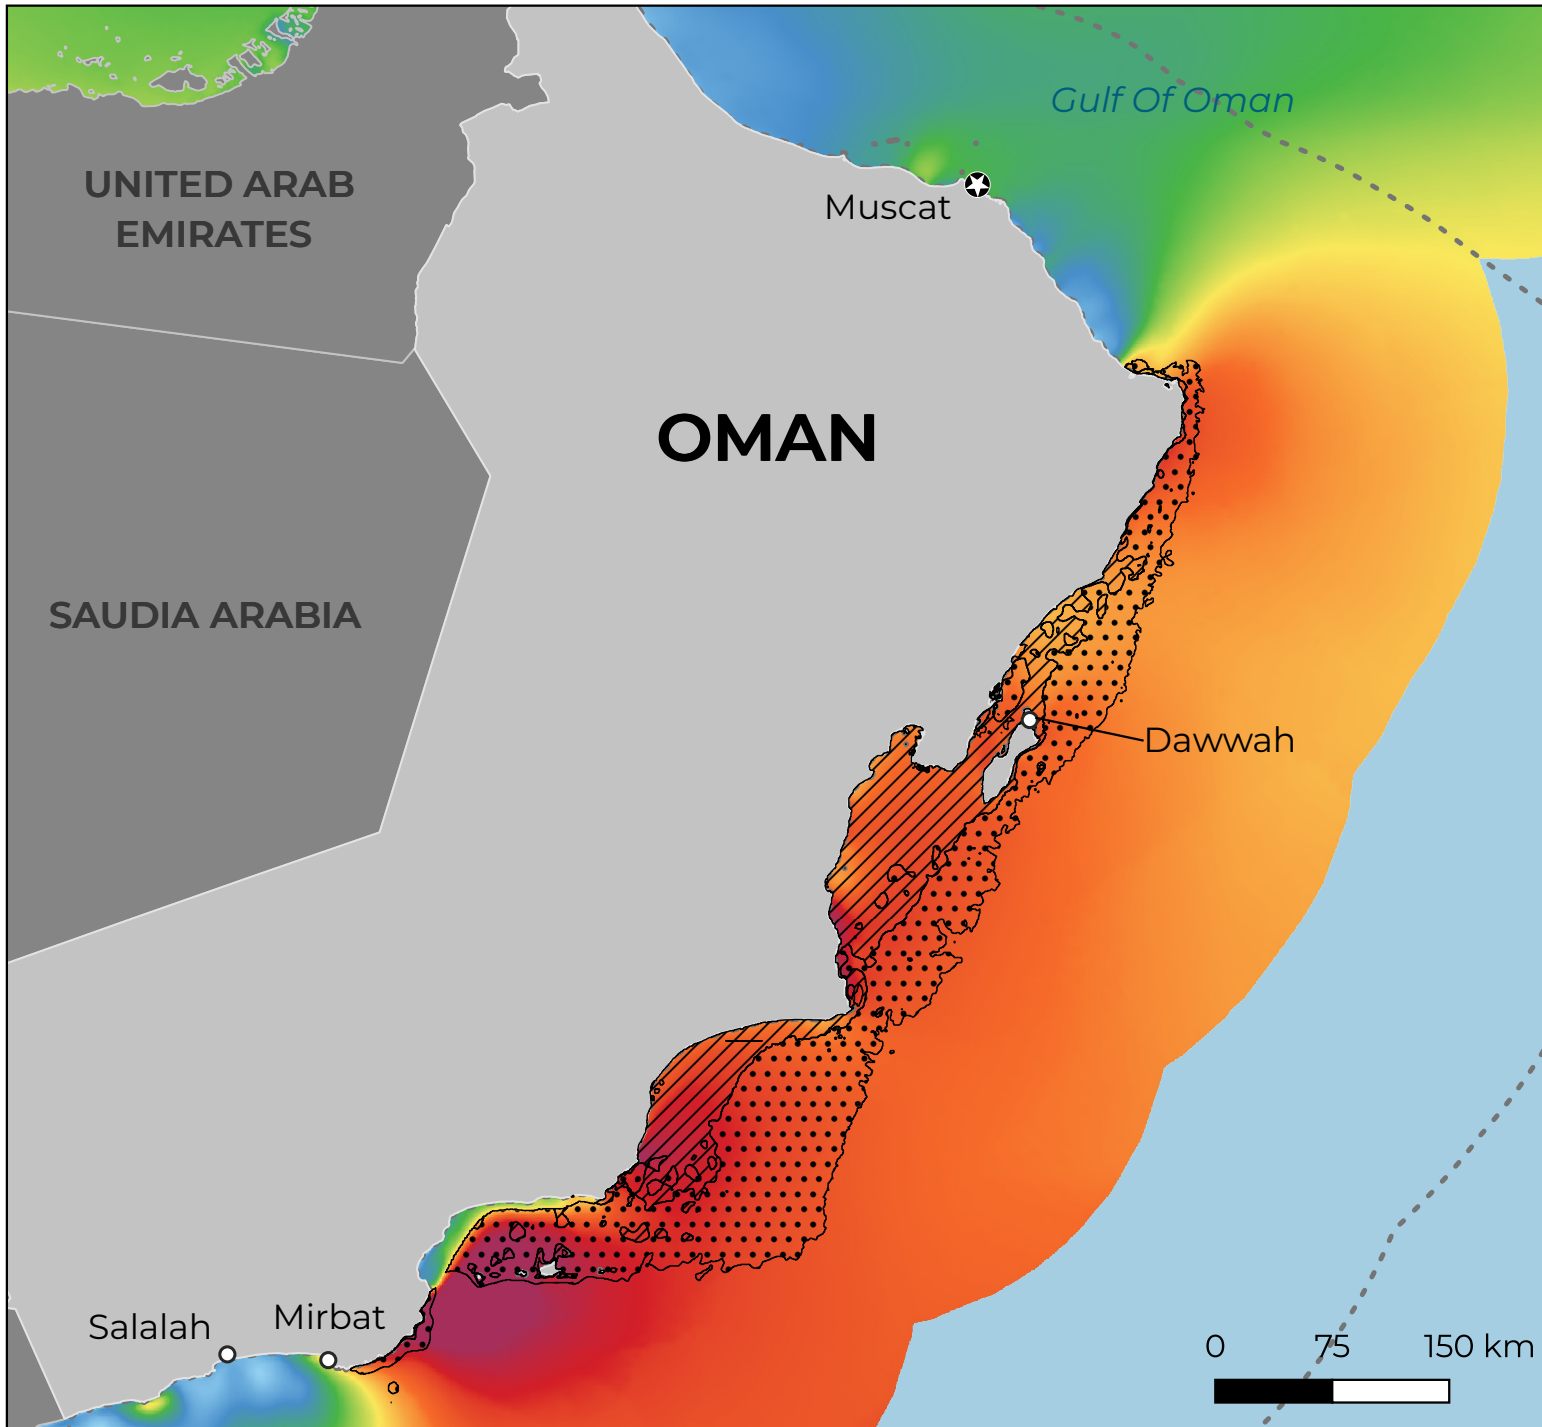 Gulf Of Oman
UNITED ARAB
EMIRATES
Muscat
OMAN
SAUDIA ARABIA
Dawwah
Salalah
Mirbat
0 75 150 km